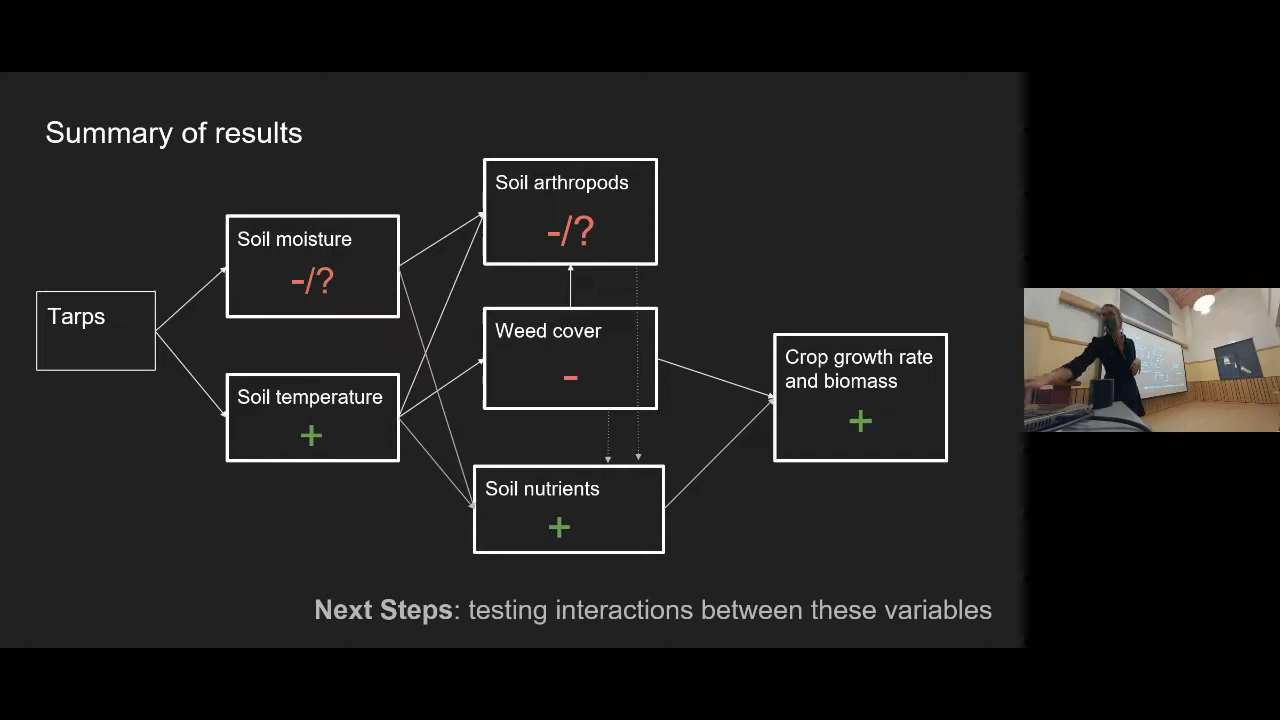 Summary of results
Tarps
Soil moisture
-/?
Soil temperature
+
Soil arthropods
-/?
Weed cover
-
Soil nutrients
+
Crop growth rate
and biomass
+
Next Steps: testing interactions between these variables